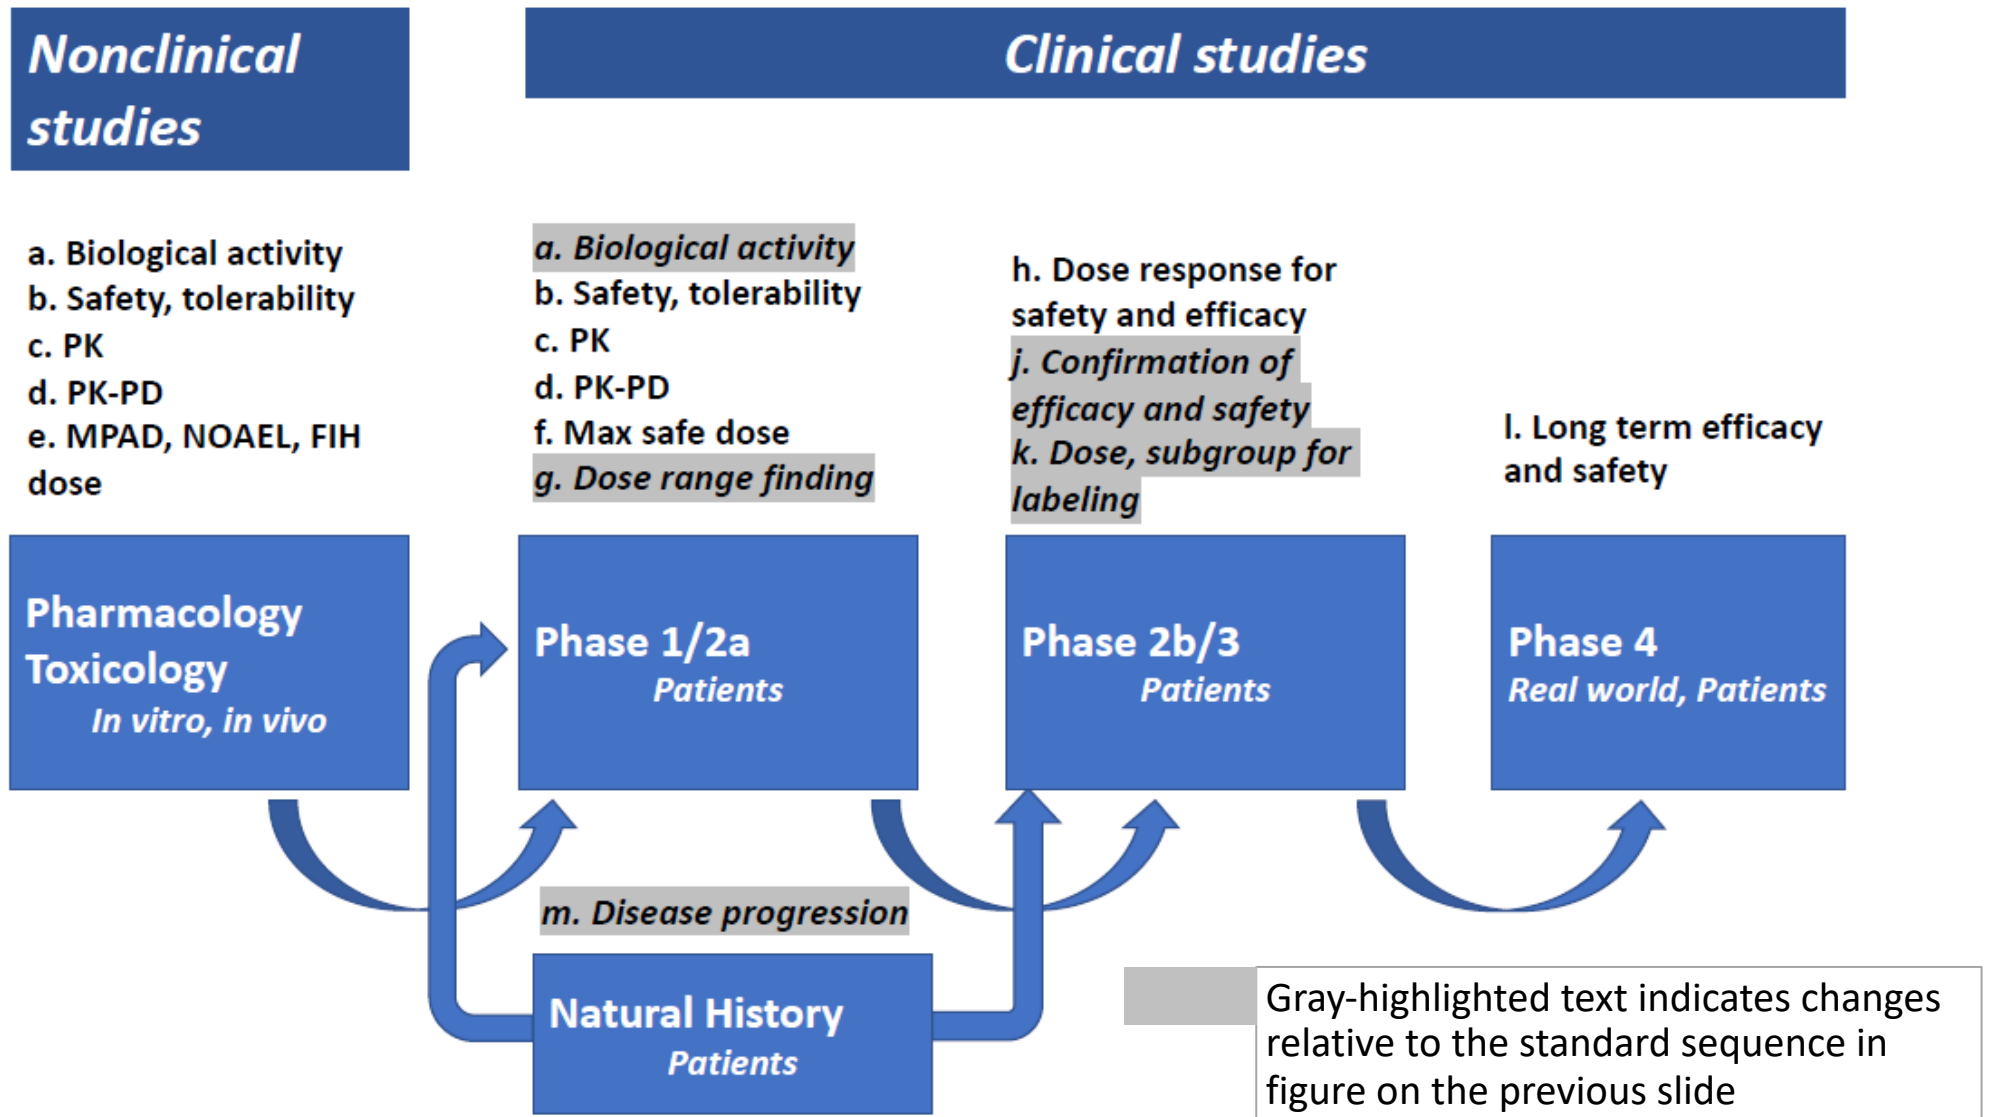 Nonclinical
studies
Clinical studies
a. Biological activity
b. Safety, tolerability
c. PK
d. PK-PD
e. MPAD, NOAEL, FIH
dose
a. Biological activity
b. Safety, tolerability
c. PK
d. PK-PD
f. Max safe dose
g. Dose range finding
h. Dose response for
safety and efficacy
j. Confirmation of
efficacy and safety
k. Dose, subgroup for
labeling
l. Long term efficacy
and safety
Pharmacology
Toxicology
In vitro, in vivo
Phase 1/2a
Patients
Phase 2b/3
Patients
Phase 4
Real world, Patients
m. Disease progression
Natural History
Patients
Gray-highlighted text indicates changes
relative to the standard sequence in
figure on the previous slide